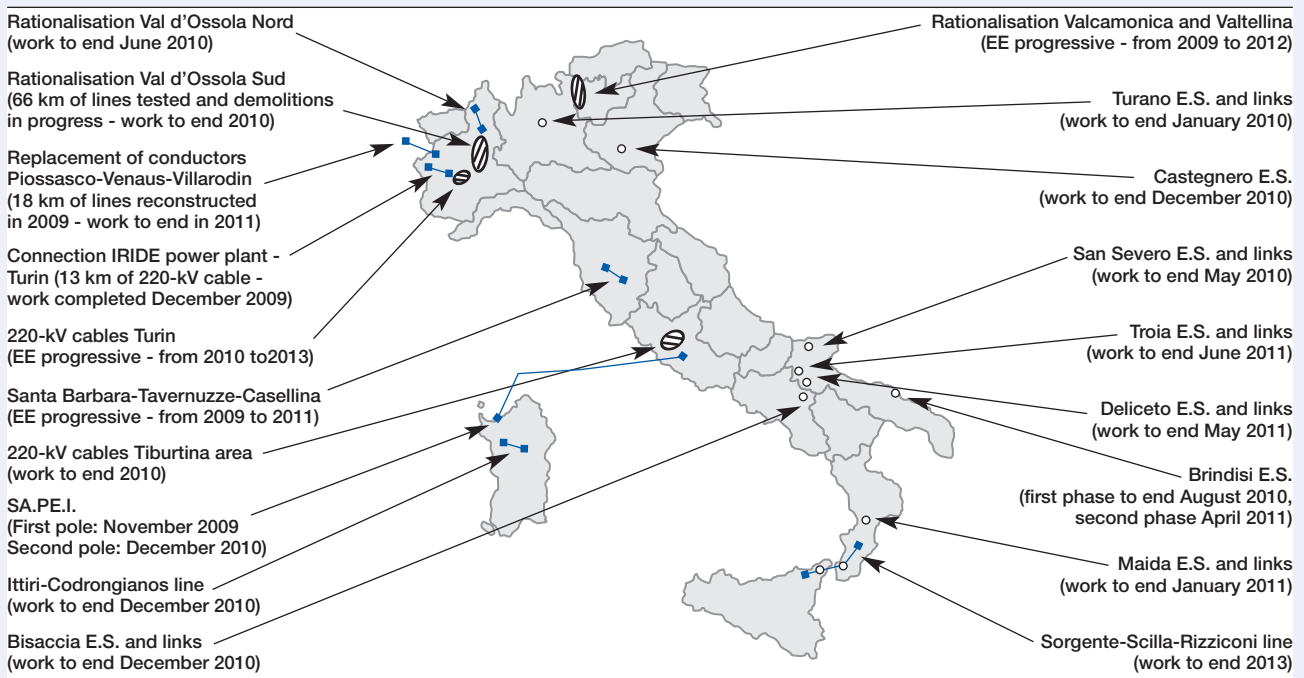 Rationalisation Val d'Ossola Nord
(work to end June 2010)
Rationalisation Val d'Ossola Sud
(66 km of lines tested and demolitions
in progress - work to end 2010)
Replacement of conductors
Piossasco-Venaus-Villarodin
(18 km of lines reconstructed
in 2009 - work to end in 2011)
Connection IRIDE power plant -
Turin (13 km of 220-kV cable -
work completed December 2009)
220-kV cables Turin
(EE progressive - from 2010 to2013)
Santa Barbara-Tavernuzze-Casellina
(EE progressive - from 2009 to 2011)
220-kV cables Tiburtina area
(work to end 2010)
SA.PE.I.
(First pole: November 2009
Second pole: December 2010)
Ittiri-Codrongianos line
(work to end December 2010)
Bisaccia E.S. and links
(work to end December 2010)
Rationalisation Valcamonica and Valtellina
(EE progressive - from 2009 to 2012)
Turano E.S. and links
(work to end January 2010)
Castegnero E.S.
(work to end December 2010)
San Severo E.S. and links
(work to end May 2010)
Troia E.S. and links
(work to end June 2011)
Deliceto E.S. and links
(work to end May 2011)
Brindisi E.S.
(first phase to end August 2010,
second phase April 2011)
Maida E.S. and links
(work to end January 2011)
Sorgente-Scilla-Rizziconi line
(work to end 2013)